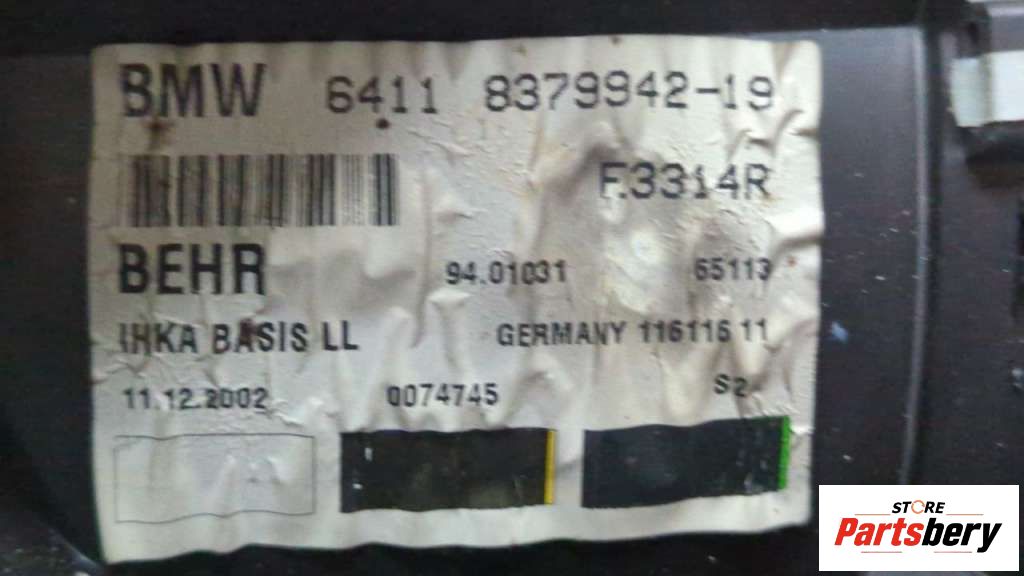 BMW 6411 8379942-19
F.3314R
BEHR 94.01031 65113
IHKA BASIS LL GERMANY 116116 11
11.12.2002 0074745 S2
STORE
Partsbery